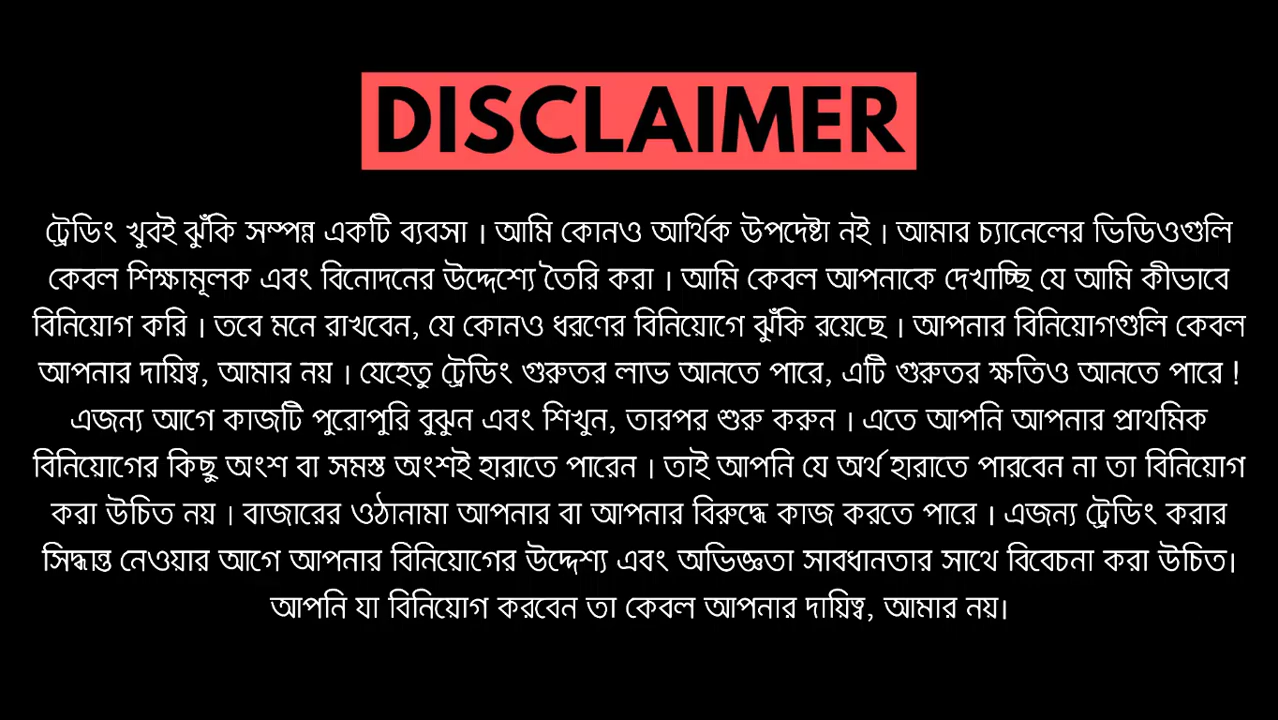 DISCLAIMER
ট্রেডিং খুবই ঝুঁকি সম্পন্ন একটি ব্যবসা । আমি কোনও আর্থিক উপদেষ্টা নই । আমার চ্যানেলের ভিডিওগুলি
কেবল শিক্ষামূলক এবং বিনোদনের উদ্দেশ্যে তৈরি করা । আমি কেবল আপনাকে দেখাচ্ছি যে আমি কীভাবে
বিনিয়োগ করি । তবে মনে রাখবেন, যে কোনও ধরণের বিনিয়োগে ঝুঁকি রয়েছে । আপনার বিনিয়োগগুলি কেবল
আপনার দায়িত্ব, আমার নয় । যেহেতু ট্রেডিং গুরুতর লাভ আনতে পারে, এটি গুরুতর ক্ষতিও আনতে পারে !
এজন্য আগে কাজটি পুরোপুরি বুঝুন এবং শিখুন, তারপর শুরু করুন । এতে আপনি আপনার প্রাথমিক
বিনিয়োগের কিছু অংশ বা সমস্ত অংশই হারাতে পারেন । তাই আপনি যে অর্থ হারাতে পারবেন না তা বিনিয়োগ
করা উচিত নয় । বাজারের ওঠানামা আপনার বা আপনার বিরুদ্ধে কাজ করতে পারে । এজন্য ট্রেডিং করার
সিদ্ধান্ত নেওয়ার আগে আপনার বিনিয়োগের উদ্দেশ্য এবং অভিজ্ঞতা সাবধানতার সাথে বিবেচনা করা উচিত।
আপনি যা বিনিয়োগ করবেন তা কেবল আপনার দায়িত্ব, আমার নয়।